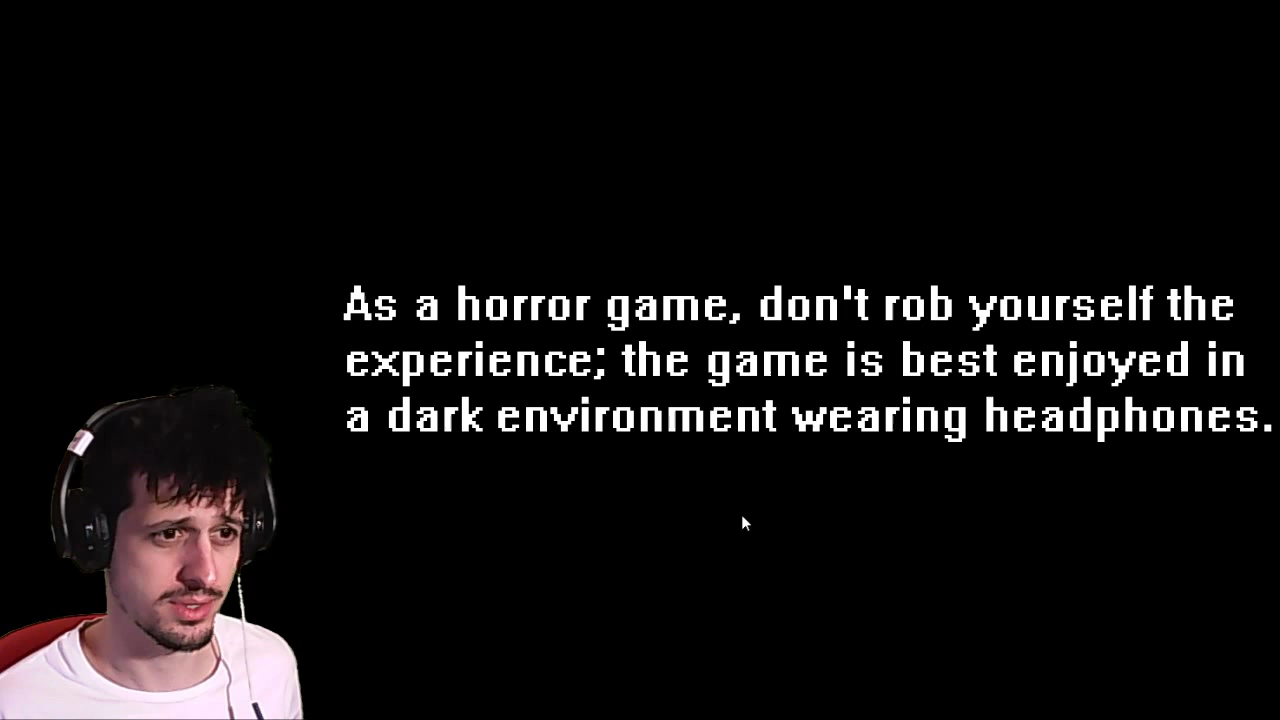 As a horror game, don't rob yourself the
experience; the game is best enjoyed in
a dark environment wearing headphones.